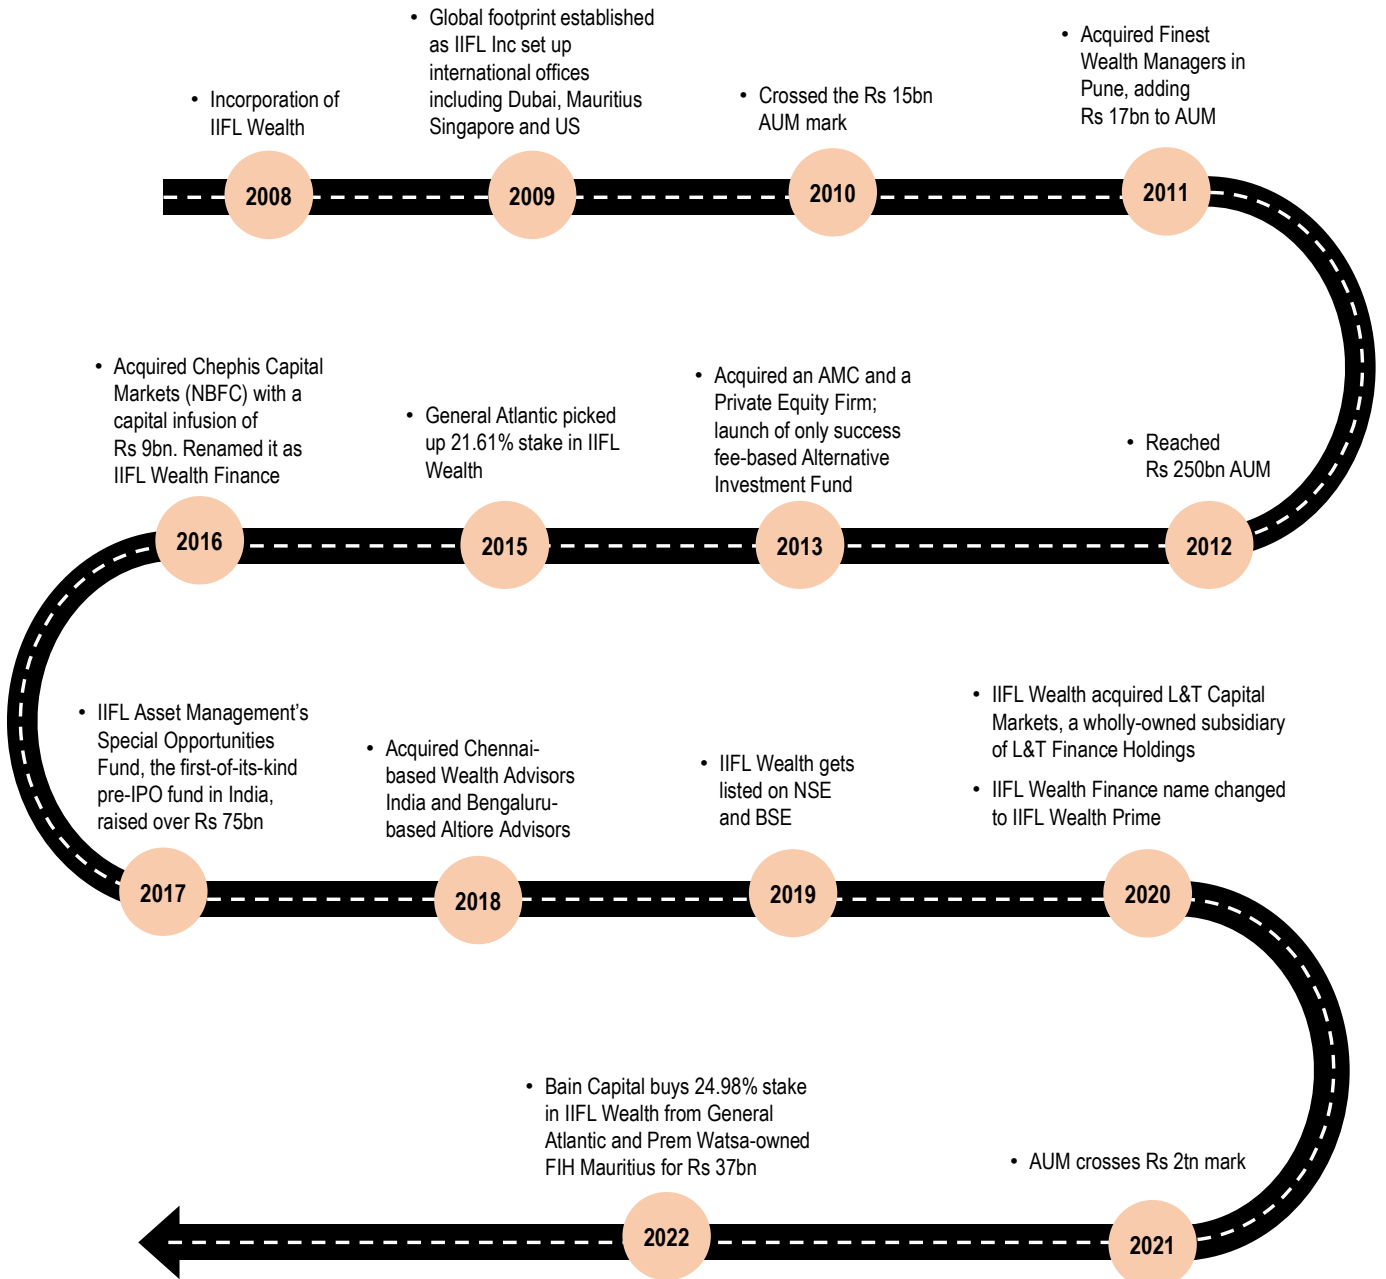 • Incorporation of
IIFL Wealth
2008
• Global footprint established
as IIFL Inc set up
international offices
including Dubai, Mauritius
Singapore and US
2009
• Crossed the Rs 15bn
AUM mark
2010
• Acquired Finest
Wealth Managers in
Pune, adding
Rs 17bn to AUM
2011
• Reached
Rs 250bn AUM
2012
• Acquired an AMC and a
Private Equity Firm;
launch of only success
fee-based Alternative
Investment Fund
2013
• General Atlantic picked
up 21.61% stake in IIFL
Wealth
2015
• Acquired Chephis Capital
Markets (NBFC) with a
capital infusion of
Rs 9bn. Renamed it as
IIFL Wealth Finance
2016
• IIFL Asset Management’s
Special Opportunities
Fund, the first-of-its-kind
pre-IPO fund in India,
raised over Rs 75bn
2017
• Acquired Chennai-
based Wealth Advisors
India and Bengaluru-
based Altiore Advisors
2018
• IIFL Wealth gets
listed on NSE
and BSE
2019
• IIFL Wealth acquired L&T Capital
Markets, a wholly-owned subsidiary
of L&T Finance Holdings
• IIFL Wealth Finance name changed
to IIFL Wealth Prime
2020
• AUM crosses Rs 2tn mark
2021
• Bain Capital buys 24.98% stake
in IIFL Wealth from General
Atlantic and Prem Watsa-owned
FIH Mauritius for Rs 37bn
2022